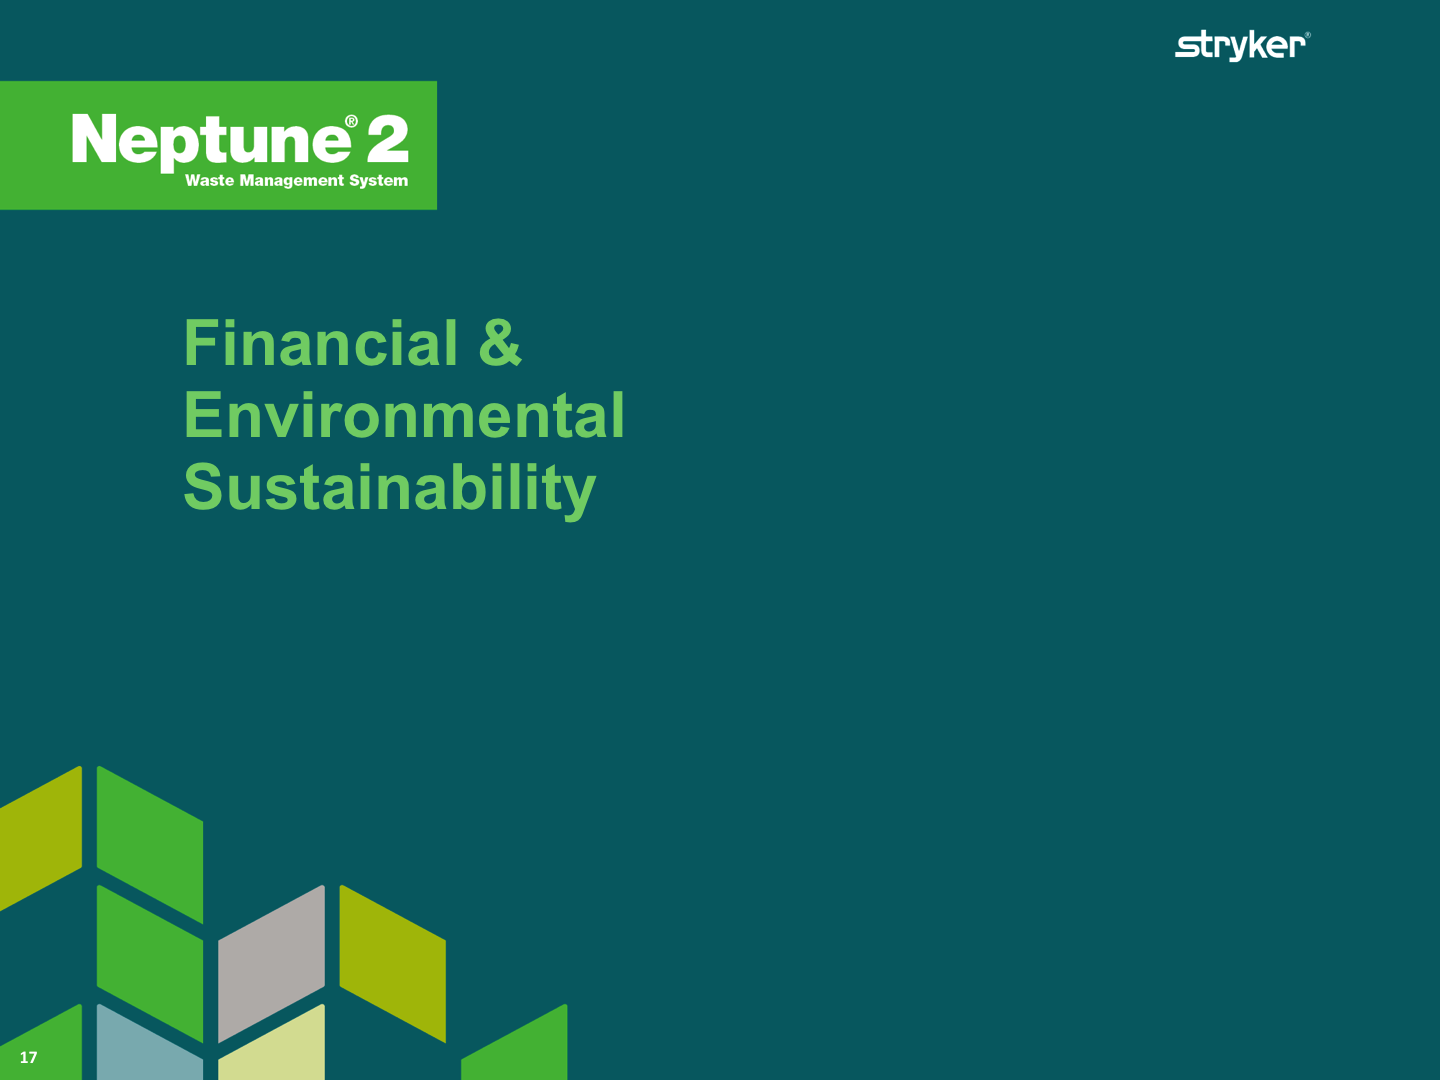 stryker®
Neptune® 2
Waste Management System
Financial &
Environmental
Sustainability
17